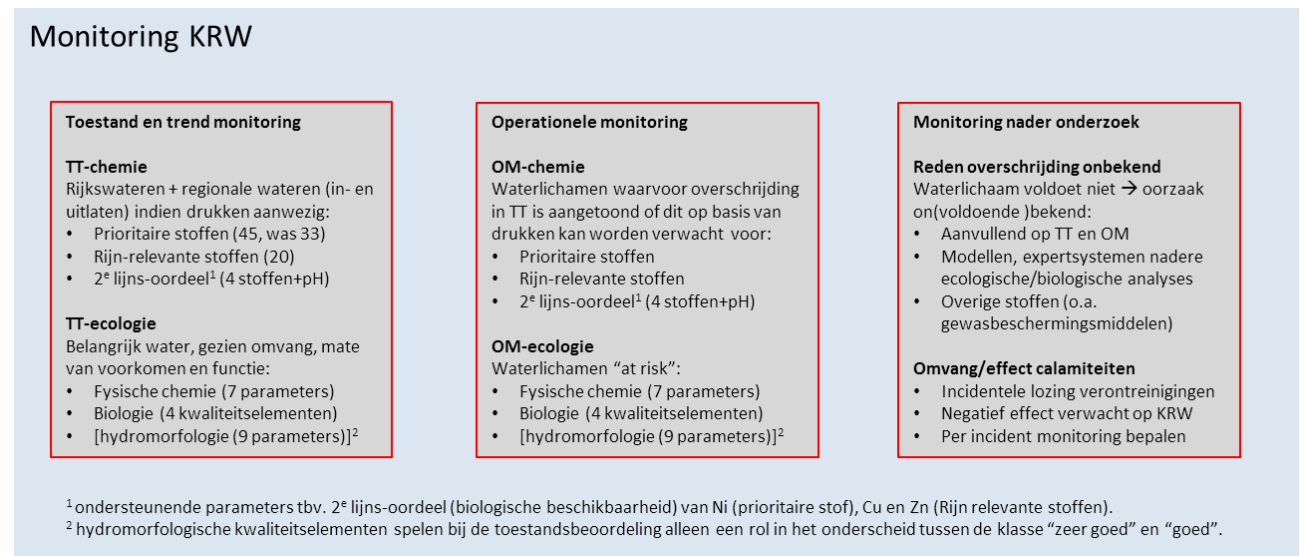 Monitoring KRW
Toestand en trend monitoring
TT-chemie
Rijkswateren + regionale wateren (in- en
uitlaten) indien drukken aanwezig:
• Prioritaire stoffen (45, was 33)
• Rijn-relevante stoffen (20)
• 2e lijns-oordeel1 (4 stoffen+pH)
TT-ecologie
Belangrijk water, gezien omvang, mate
van voorkomen en functie:
• Fysische chemie (7 parameters)
• Biologie (4 kwaliteitselementen)
• [hydromorfologie (9 parameters)]2
Operationele monitoring
OM-chemie
Waterlichamen waarvoor overschrijding
in TT is aangetoond of dit op basis van
drukken kan worden verwacht voor:
• Prioritaire stoffen
• Rijn-relevante stoffen
• 2e lijns-oordeel1 (4 stoffen+pH)
OM-ecologie
Waterlichamen “at risk”:
• Fysische chemie (7 parameters)
• Biologie (4 kwaliteitselementen)
• [hydromorfologie (9 parameters)]2
Monitoring nader onderzoek
Reden overschrijding onbekend
Waterlichaam voldoet niet → oorzaak
on(voldoende )bekend:
• Aanvullend op TT en OM
• Modellen, expertsystemen nadere
ecologische/biologische analyses
• Overige stoffen (o.a.
gewasbeschermingsmiddelen)
Omvang/effect calamiteiten
• Incidentele lozing verontreinigingen
• Negatief effect verwacht op KRW
• Per incident monitoring bepalen
1 ondersteunende parameters tbv. 2e lijns-oordeel (biologische beschikbaarheid) van Ni (prioritaire stof), Cu en Zn (Rijn relevante stoffen).
2 hydromorfologische kwaliteitselementen spelen bij de toestandsbeoordeling alleen een rol in het onderscheid tussen de klasse “zeer goed” en “goed”.